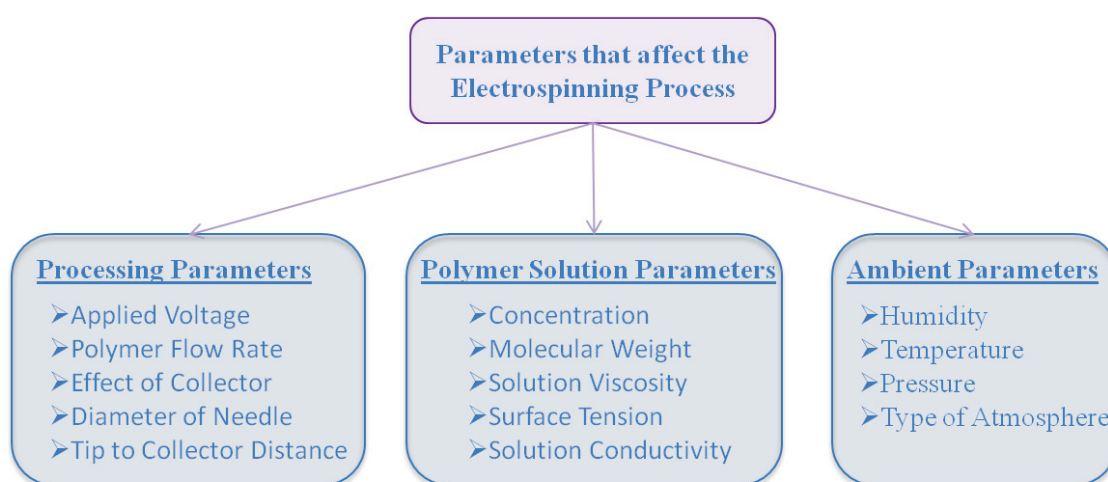 Parameters that affect the
Electrospinning Process
Processing Parameters
➢Applied Voltage
➢Polymer Flow Rate
➢Effect of Collector
➢Diameter of Needle
➢Tip to Collector Distance
Polymer Solution Parameters
➢Concentration
➢Molecular Weight
➢Solution Viscosity
➢Surface Tension
➢Solution Conductivity
Ambient Parameters
➢Humidity
➢Temperature
➢Pressure
➢Type of Atmosphere